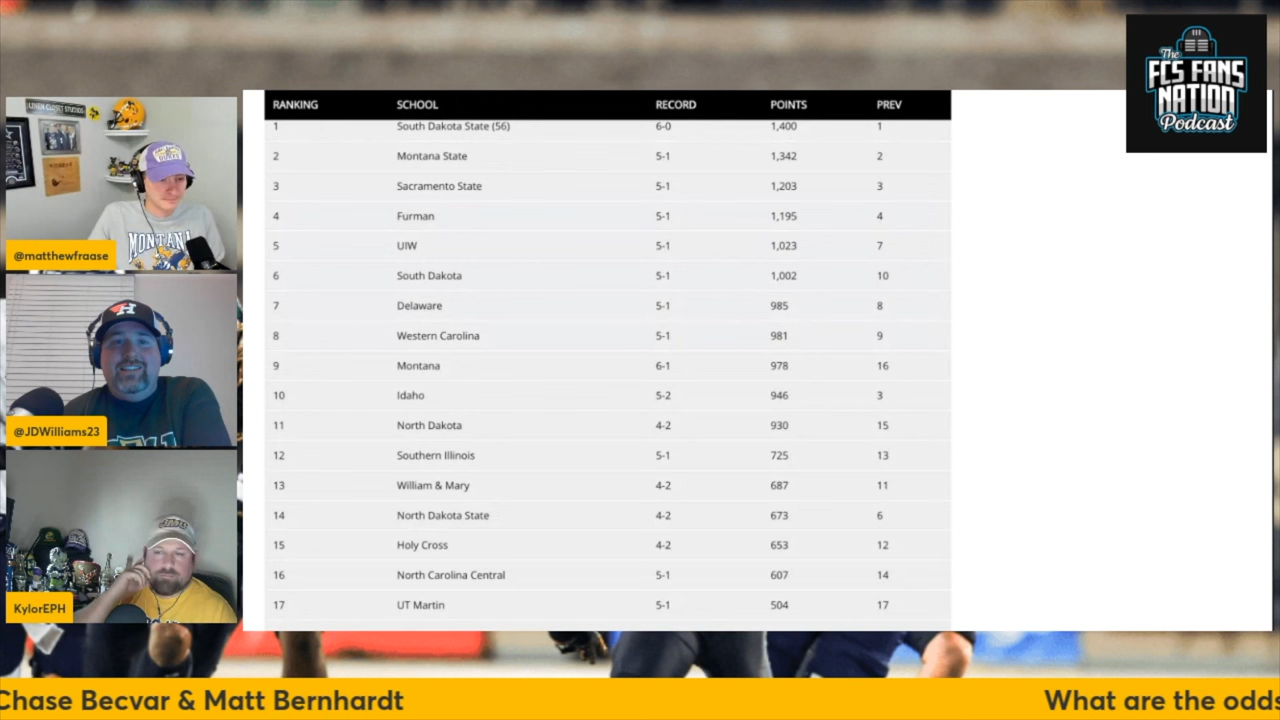 The
FCS FANS
NATION
Podcast
LINEN CLOSET STUDIOS
MONTANA
@matthewfraase
@JDWilliams23
KylorEPH
RANKING SCHOOL RECORD POINTS PREV
1 South Dakota State (56) 6-0 1,400 1
2 Montana State 5-1 1,342 2
3 Sacramento State 5-1 1,203 3
4 Furman 5-1 1,195 4
5 UIW 5-1 1,023 7
6 South Dakota 5-1 1,002 10
7 Delaware 5-1 985 8
8 Western Carolina 5-1 981 9
9 Montana 6-1 978 16
10 Idaho 5-2 946 3
11 North Dakota 4-2 930 15
12 Southern Illinois 5-1 725 13
13 William & Mary 4-2 687 11
14 North Dakota State 4-2 673 6
15 Holy Cross 4-2 653 12
16 North Carolina Central 5-1 607 14
17 UT Martin 5-1 504 17
Chase Becvar & Matt Bernhardt What are the odds